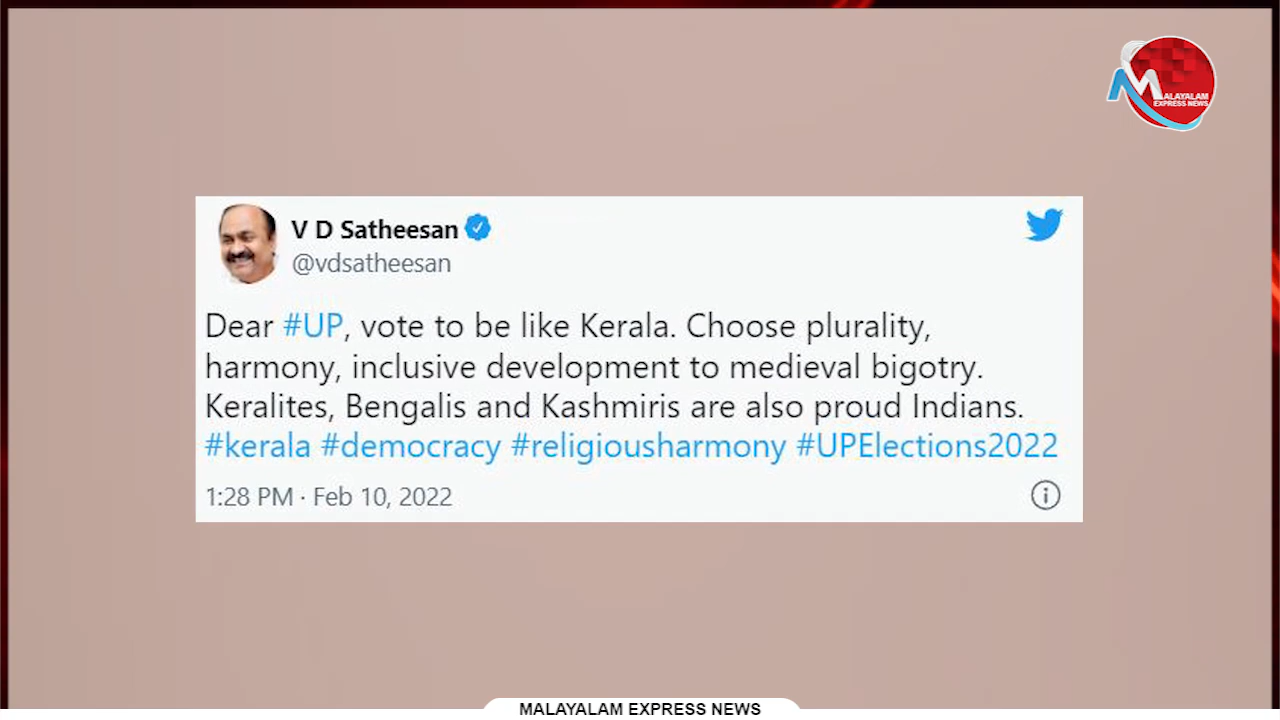 ALAYALAM
EXPRESS NEWS
V D Satheesan
@vdsatheesan
Dear #UP, vote to be like Kerala. Choose plurality,
harmony, inclusive development to medieval bigotry.
Keralites, Bengalis and Kashmiris are also proud Indians.
#kerala #democracy #religiousharmony #UPElections2022
1:28 PM · Feb 10, 2022
MALAYALAM EXPRESS NEWS